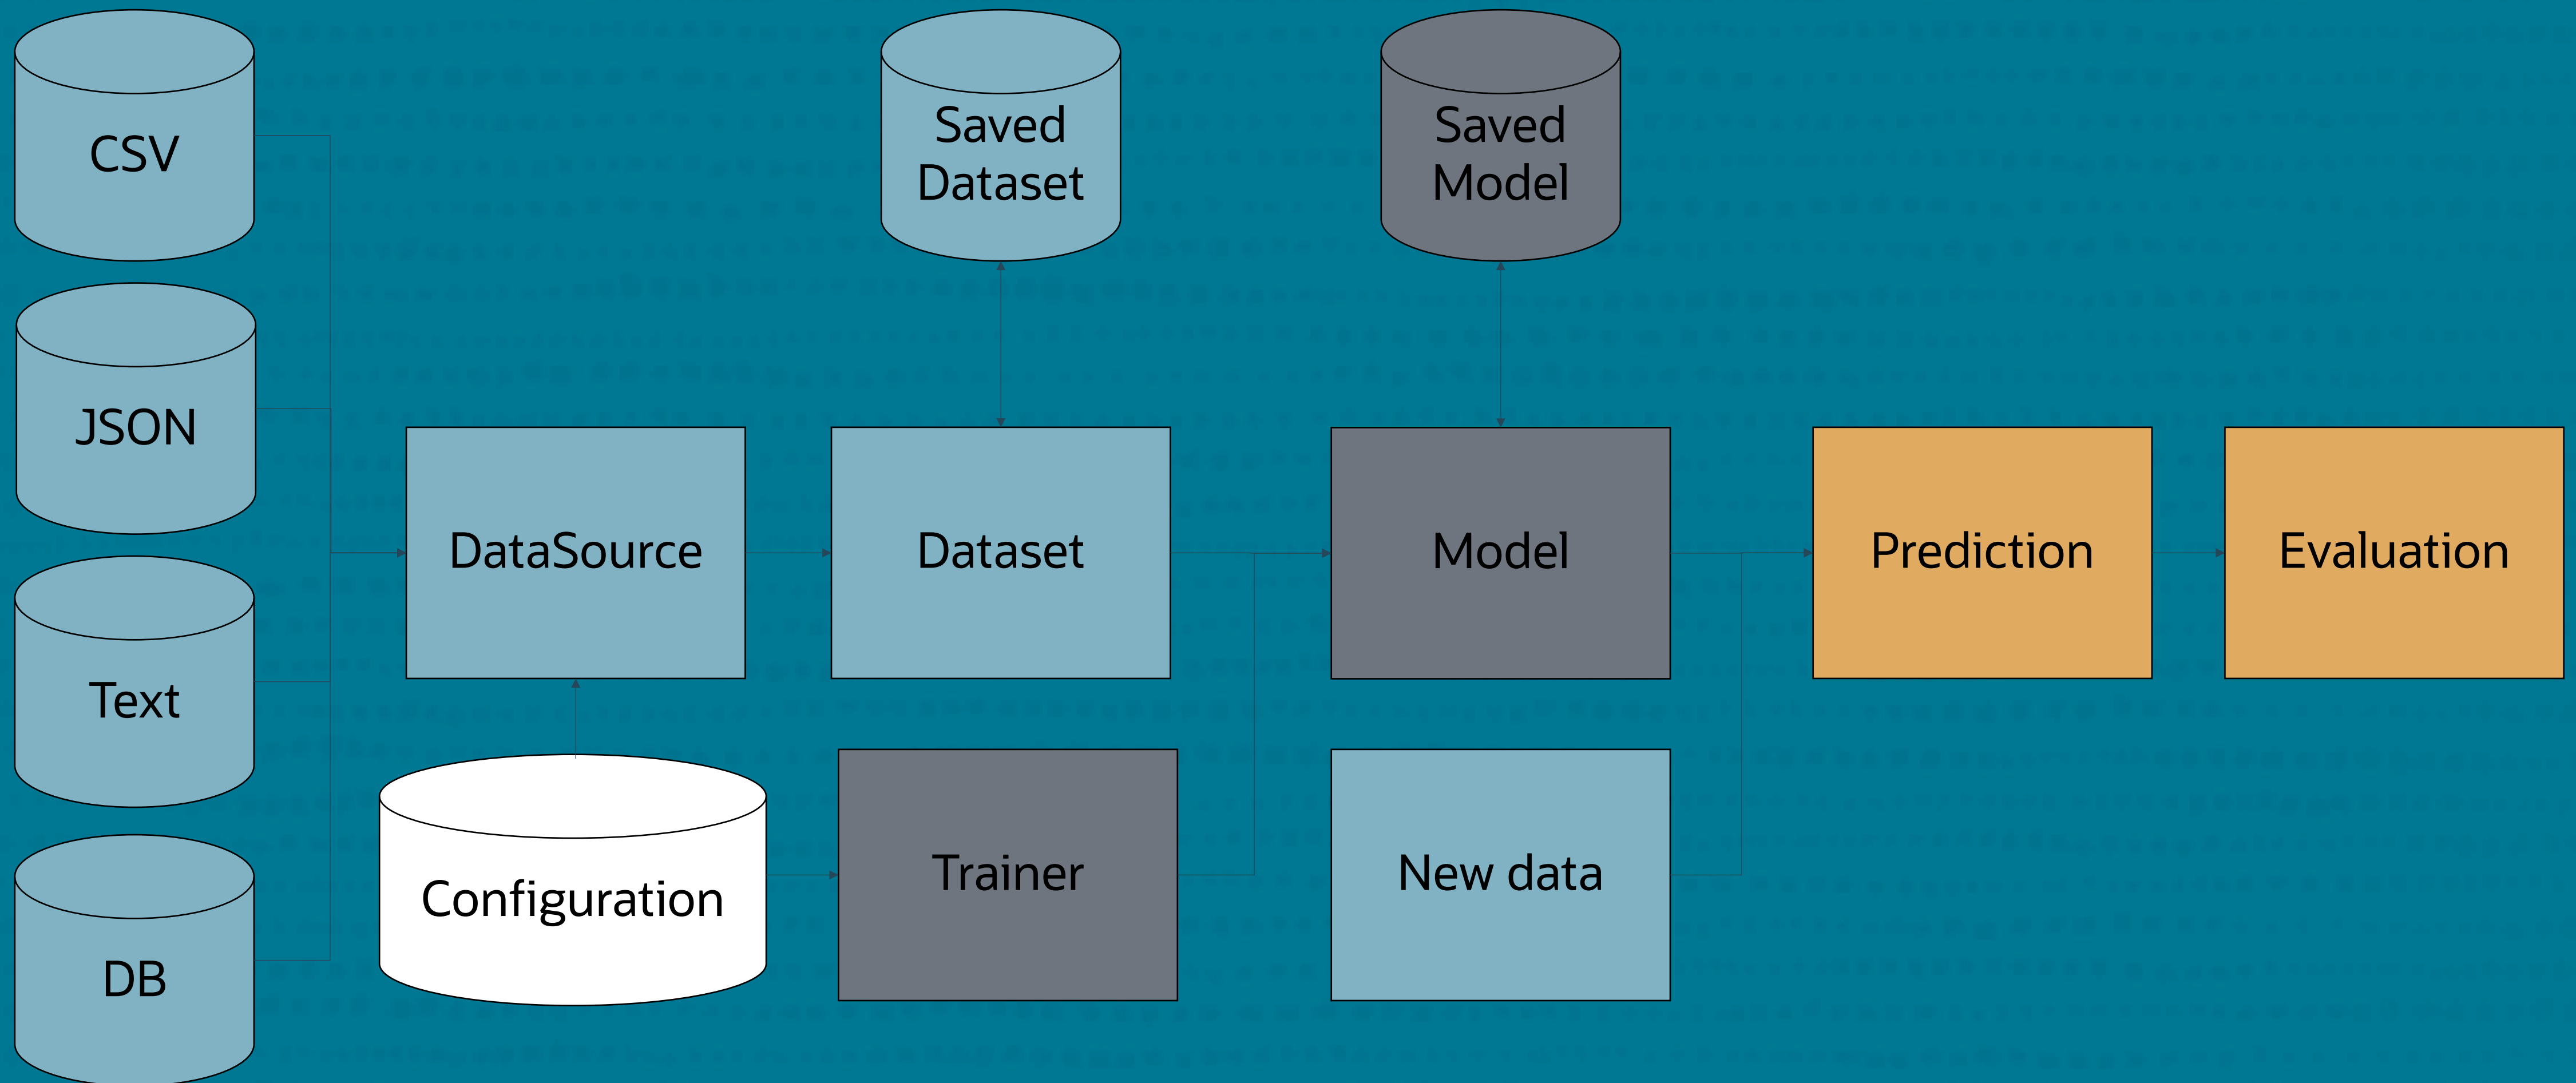 CSV
Saved
Dataset
Saved
Model
JSON
DataSource
Dataset
Model
Prediction
Evaluation
Text
Configuration
Trainer
New data
DB